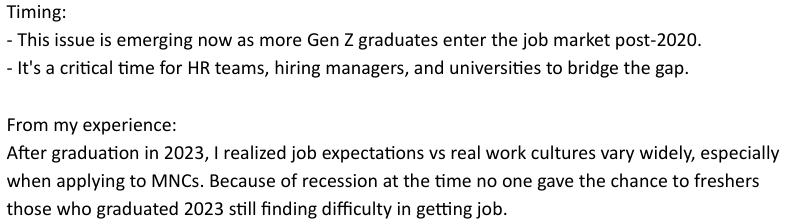 Timing:
- This issue is emerging now as more Gen Z graduates enter the job market post-2020.
- It's a critical time for HR teams, hiring managers, and universities to bridge the gap.
From my experience:
After graduation in 2023, I realized job expectations vs real work cultures vary widely, especially
when applying to MNCs. Because of recession at the time no one gave the chance to freshers
those who graduated 2023 still finding difficulty in getting job.